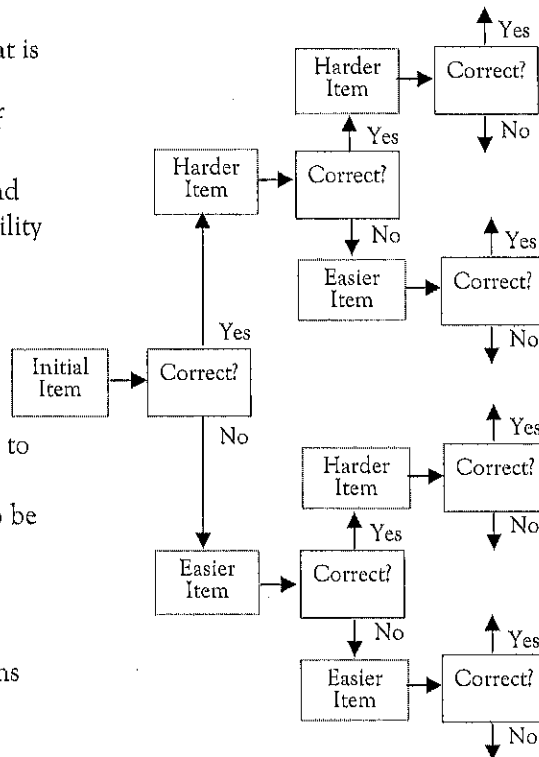 at is
f
nd
ility
to
o be
ns
Initial
Item
Correct?
Yes
No
Harder
Item
Correct?
Yes
No
Harder
Item
Correct?
Yes
No
Easier
Item
Correct?
Yes
No
Easier
Item
Correct?
Yes
No
Harder
Item
Correct?
Yes
No
Easier
Item
Correct?
Yes
No